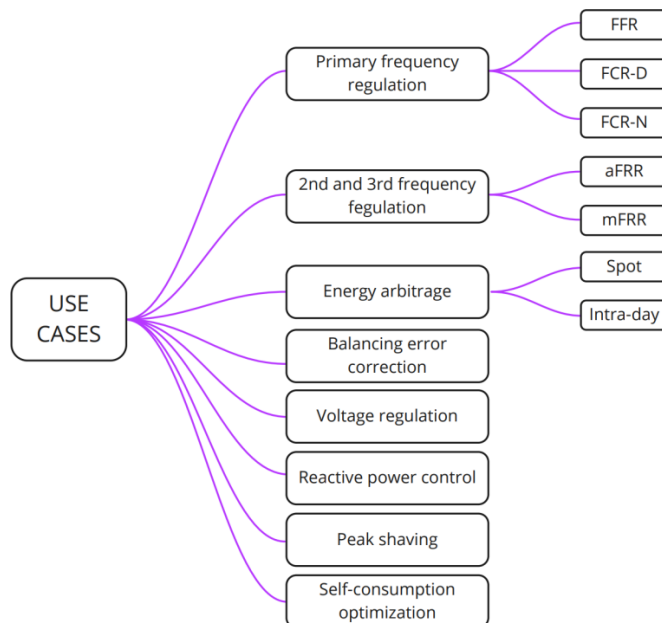 USE
CASES
Primary frequency
regulation
FFR
FCR-D
FCR-N
2nd and 3rd frequency
fegulation
aFRR
mFRR
Energy arbitrage
Spot
Intra-day
Balancing error
correction
Voltage regulation
Reactive power control
Peak shaving
Self-consumption
optimization